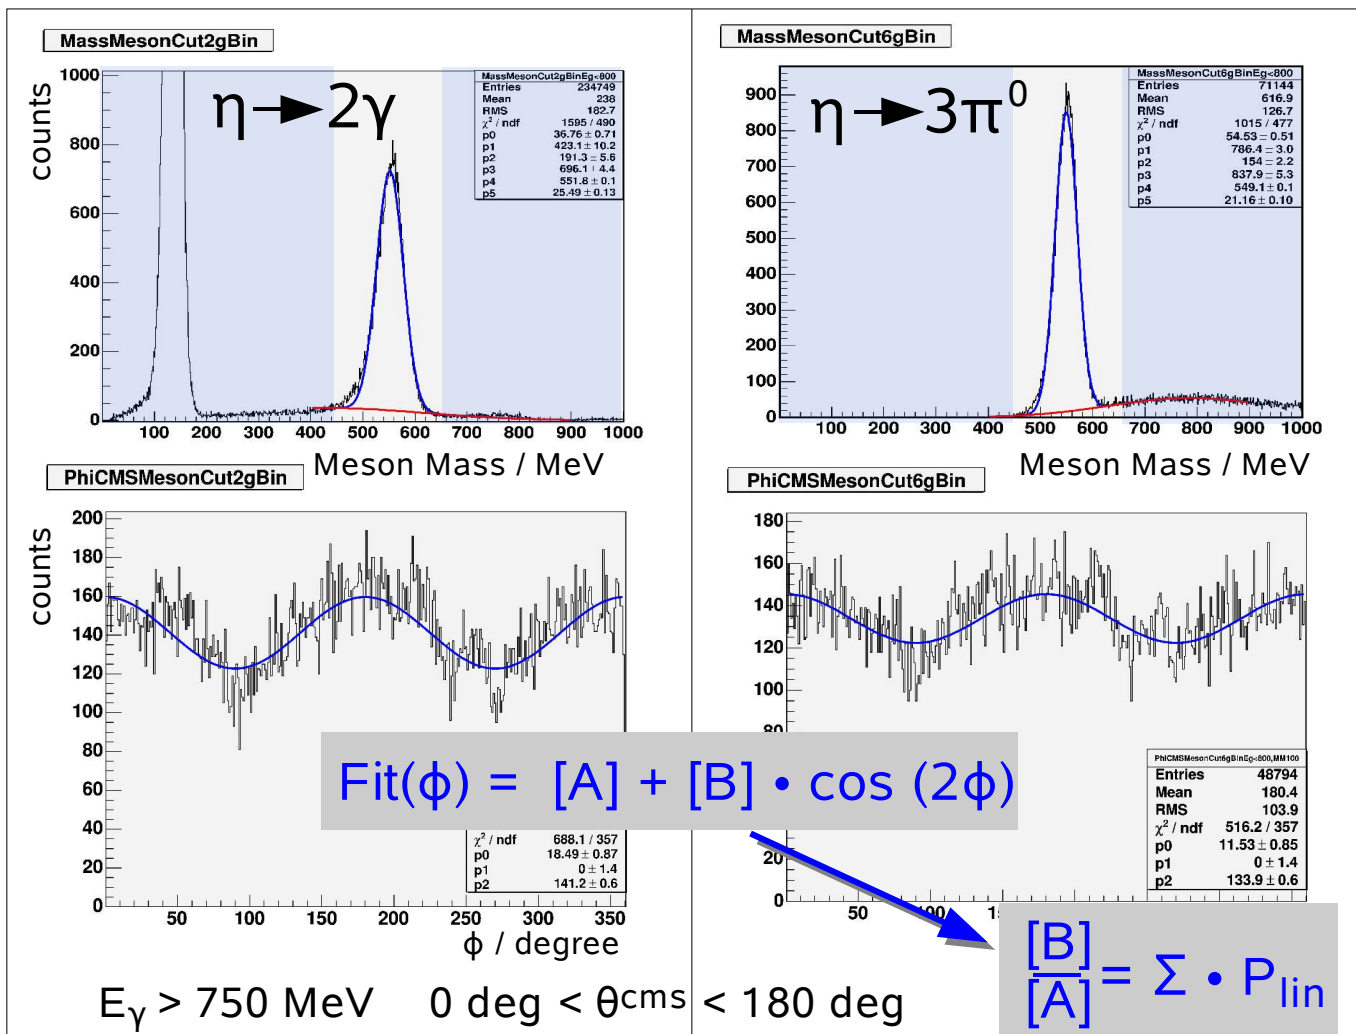 MassMesonCut2gBin
counts
1000
800
600
400
200
0
100 200 300 400 500 600 700 800 900 1000
η → 2γ
MassMesonCut2gBinEg<800
Entries 234749
Mean 238
RMS 182.7
χ² / ndf 1595 / 490
p0 36.76 ± 0.71
p1 423.1 ± 10.2
p2 191.3 ± 5.6
p3 696.1 ± 4.4
p4 551.8 ± 0.1
p5 25.49 ± 0.13
Meson Mass / MeV
MassMesonCut6gBin
900
800
700
600
500
400
300
200
100
0
100 200 300 400 500 600 700 800 900 1000
η → 3π⁰
MassMesonCut6gBinEg<800
Entries 71144
Mean 616.9
RMS 126.7
χ² / ndf 1015 / 477
p0 54.53 ± 0.51
p1 786.4 ± 3.0
p2 154 ± 2.2
p3 837.9 ± 5.3
p4 549.1 ± 0.1
p5 21.16 ± 0.10
Meson Mass / MeV
PhiCMSMesonCut2gBin
counts
200
180
160
140
120
100
80
60
40
20
0
50 100 150 200 250 300 350
χ² / ndf 688.1 / 357
p0 18.49 ± 0.87
p1 0 ± 1.4
p2 141.2 ± 0.6
ϕ / degree
PhiCMSMesonCut6gBin
180
160
140
120
100
80
20
0
50 100
PhiCMSMesonCut6gBinEg<800,MM100
Entries 48794
Mean 180.4
RMS 103.9
χ² / ndf 516.2 / 357
p0 11.53 ± 0.85
p1 0 ± 1.4
p2 133.9 ± 0.6
Fit(ϕ) = [A] + [B] • cos (2ϕ)
[B]/[A] = Σ • P_lin
E_γ > 750 MeV 0 deg < θ^cms < 180 deg